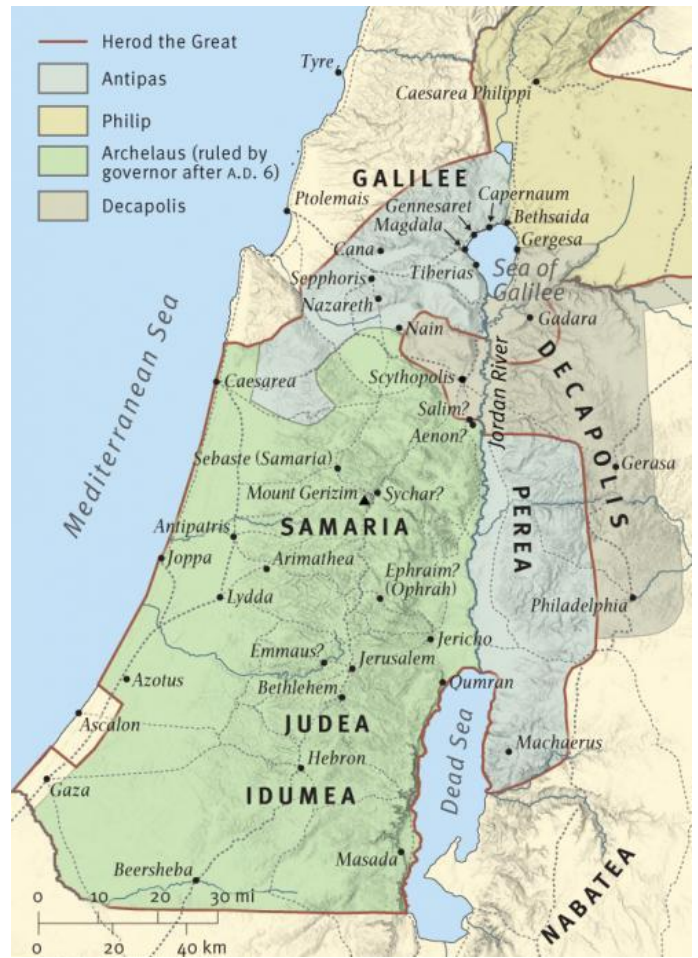 Herod the Great
Antipas
Philip
Archelaus (ruled by
governor after A.D. 6)
Decapolis
Tyre
Caesarea Philippi
GALILEE
Capernaum
Gennesaret
Bethsaida
Magdala
Ptolemais
Gergesa
Cana
Tiberias
Sea of
Galilee
Sepphoris
Nazareth
Gadara
Nain
Mediterranean Sea
Caesarea
Scythopolis
Jordan River
DECAPOLIS
Salim?
Aenon?
Sebaste (Samaria)
Gerasa
Mount Gerizim
Sychar?
PEREA
SAMARIA
Antipatris
Joppa
Arimathea
Ephraim?
(Ophrah)
Lydda
Philadelphia
Jericho
Emmaus?
Jerusalem
Azotus
Bethlehem
Qumran
Ascalon
JUDEA
Machaerus
Dead Sea
Hebron
Gaza
IDUMEA
Masada
NABATEA
Beersheba
0 10 20 30 mi
0 20 40 km